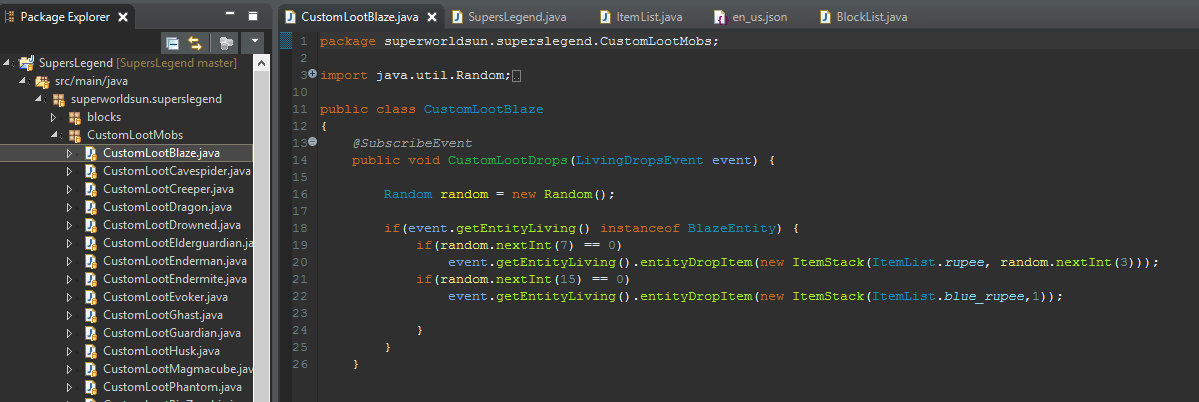 Package Explorer
SupersLegend [SupersLegend master]
src/main/java
superworldsun.superslegend
blocks
CustomLootMobs
CustomLootBlaze.java
CustomLootCavespider.java
CustomLootCreeper.java
CustomLootDragon.java
CustomLootDrowned.java
CustomLootElderguardian.ja
CustomLootEnderman.java
CustomLootEndermite.java
CustomLootEvoker.java
CustomLootGhast.java
CustomLootGuardian.java
CustomLootHusk.java
CustomLootMagmacube.jav
CustomLootPhantom.java
CustomLootBlaze.java
SupersLegend.java
ItemList.java
en_us.json
BlockList.java
1 package superworldsun.superslegend.CustomLootMobs;
2
3 import java.util.Random;
10
11 public class CustomLootBlaze
12 {
13 @SubscribeEvent
14 public void CustomLootDrops(LivingDropsEvent event) {
15
16 Random random = new Random();
17
18 if(event.getEntityLiving() instanceof BlazeEntity) {
19 if(random.nextInt(7) == 0)
20 event.getEntityLiving().entityDropItem(new ItemStack(ItemList.rupee, random.nextInt(3)));
21 if(random.nextInt(15) == 0)
22 event.getEntityLiving().entityDropItem(new ItemStack(ItemList.blue_rupee,1));
23
24 }
25 }
26 }